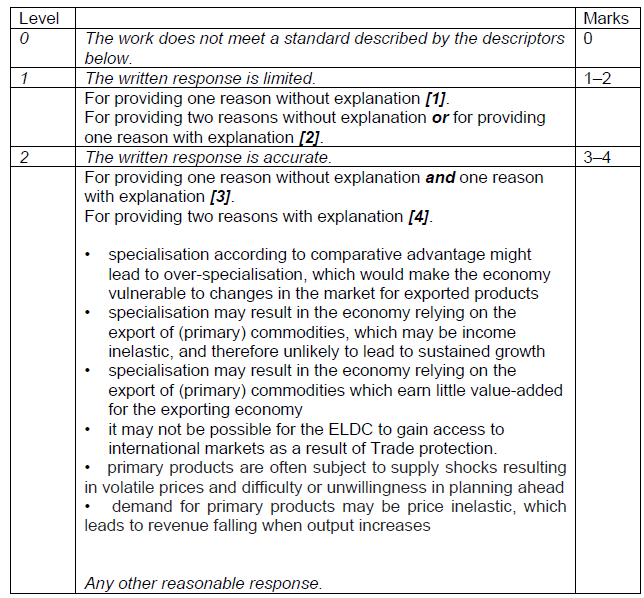 Level Marks
0 The work does not meet a standard described by the descriptors 0
below.
1 The written response is limited. 1–2
For providing one reason without explanation [1].
For providing two reasons without explanation or for providing
one reason with explanation [2].
2 The written response is accurate. 3–4
For providing one reason without explanation and one reason
with explanation [3].
For providing two reasons with explanation [4].
• specialisation according to comparative advantage might
lead to over-specialisation, which would make the economy
vulnerable to changes in the market for exported products
• specialisation may result in the economy relying on the
export of (primary) commodities, which may be income
inelastic, and therefore unlikely to lead to sustained growth
• specialisation may result in the economy relying on the
export of (primary) commodities which earn little value-added
for the exporting economy
• it may not be possible for the ELDC to gain access to
international markets as a result of Trade protection.
• primary products are often subject to supply shocks resulting
in volatile prices and difficulty or unwillingness in planning ahead
• demand for primary products may be price inelastic, which
leads to revenue falling when output increases
Any other reasonable response.